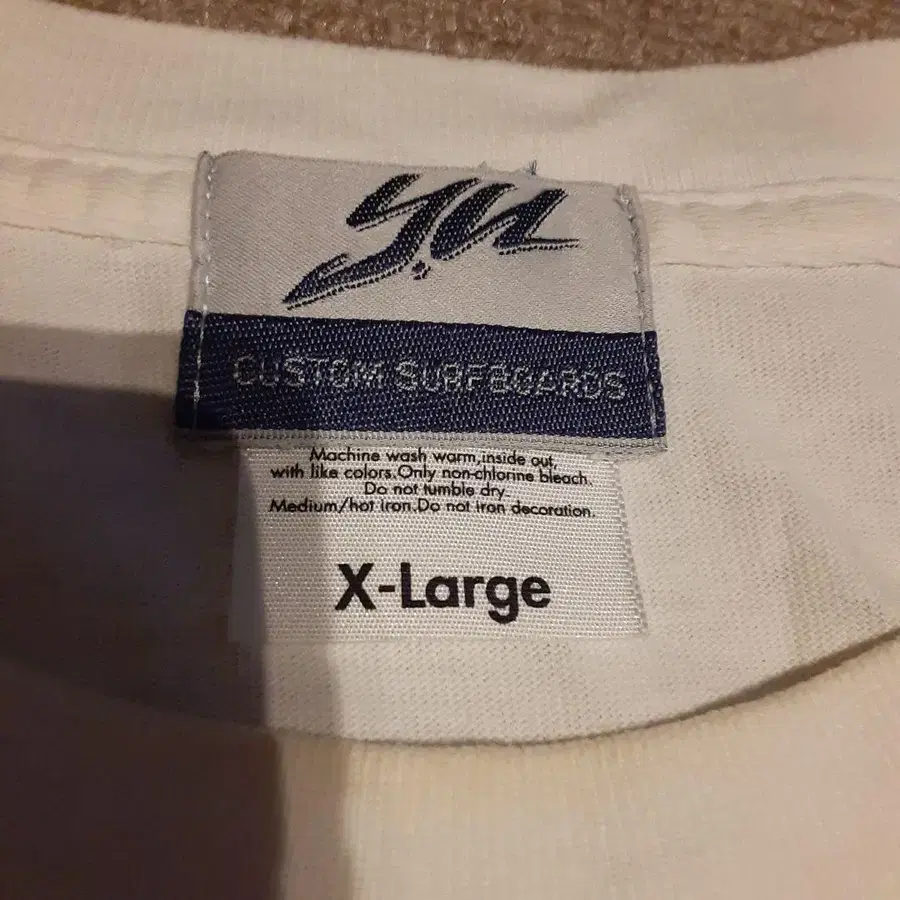 y.u
CUSTOM SURFBOARDS
Machine wash warm,inside out,
with like colors.Only non-chlorine bleach.
Do not tumble dry.
Medium/hot iron.Do not iron decoration.
X-Large